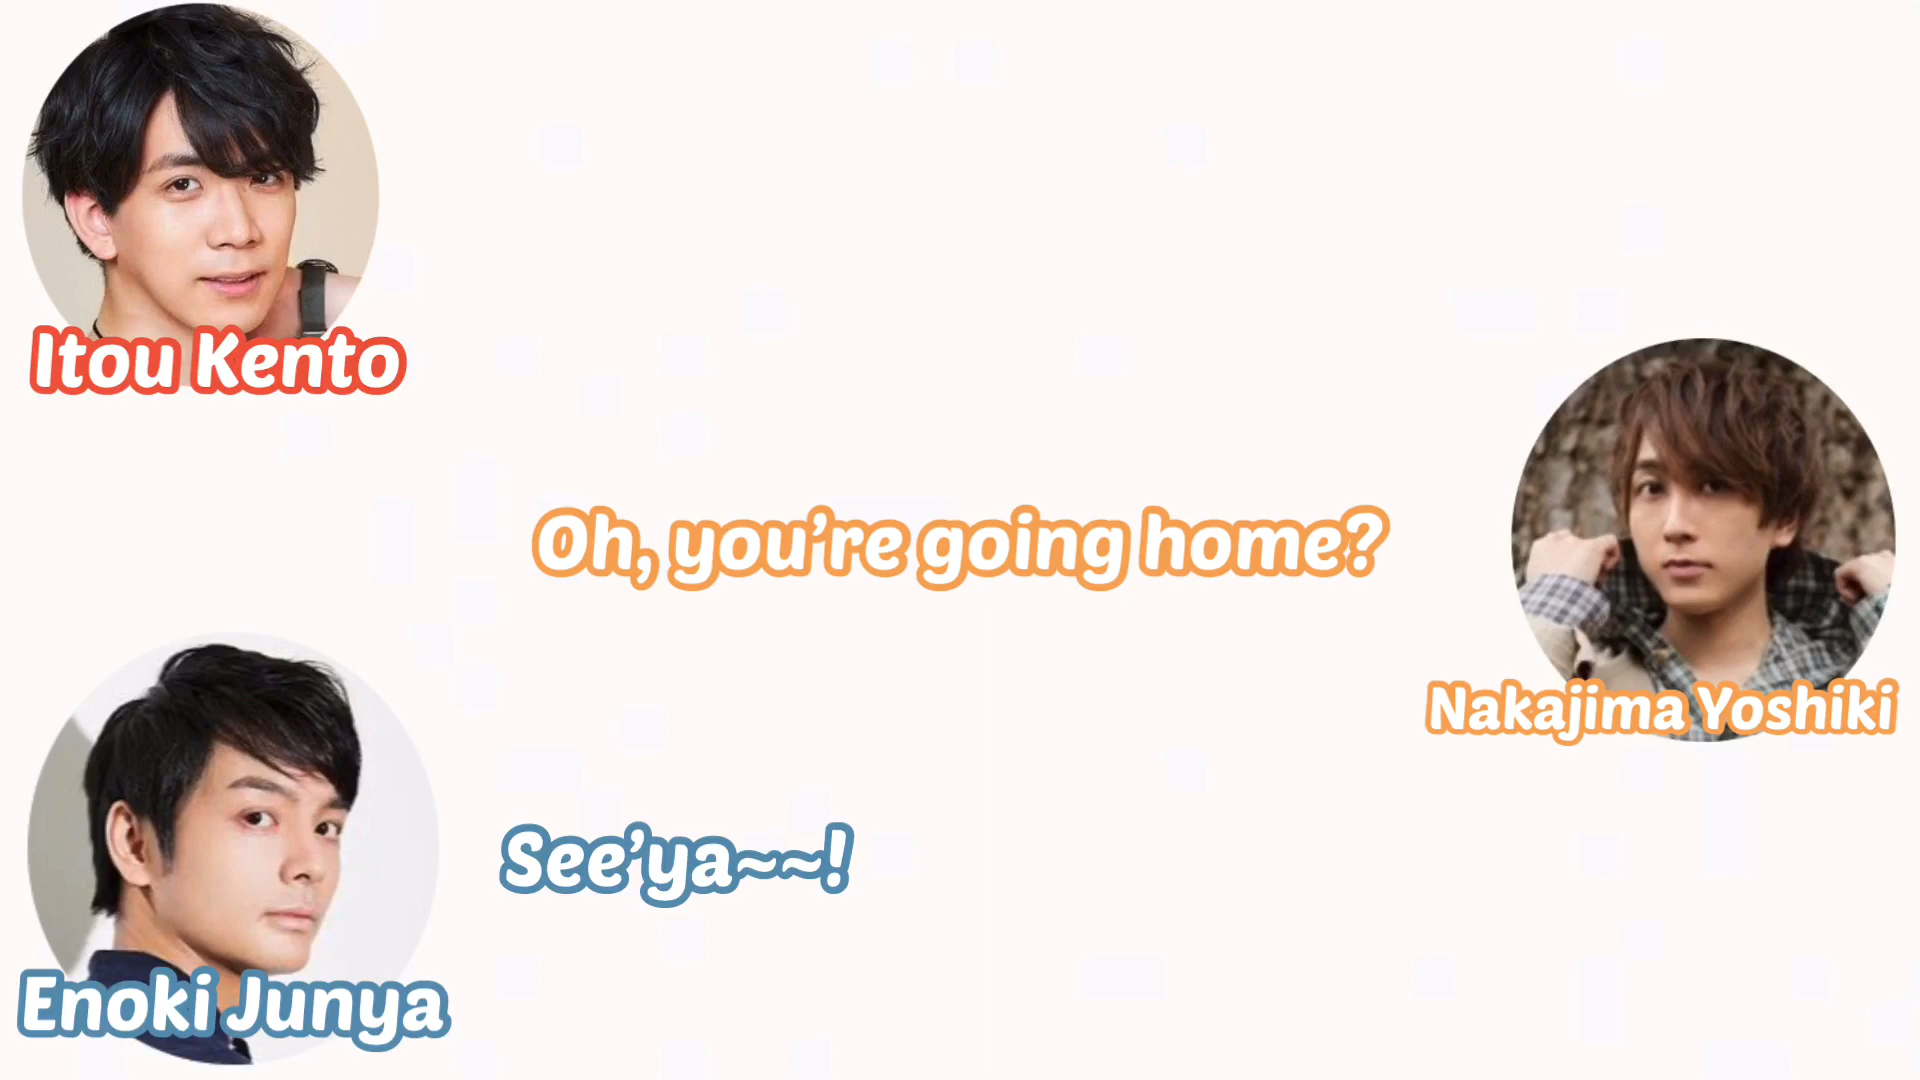 Itou Kento
Oh, you're going home?
Nakajima Yoshiki
See'ya~~!
Enoki Junya